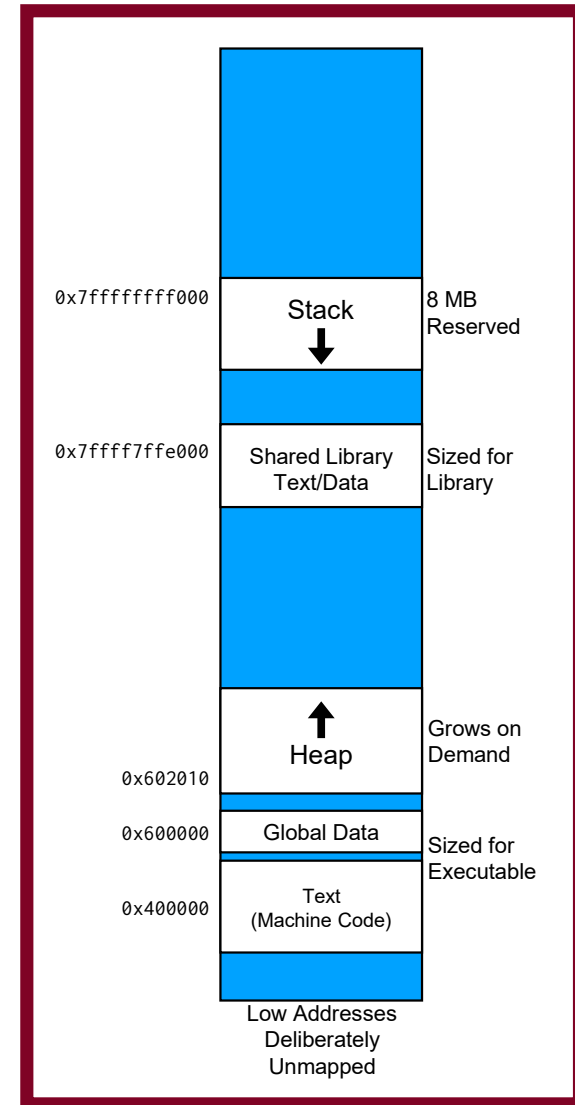 0x7ffffffff000
Stack
8 MB
Reserved
0x7ffff7ffe000
Shared Library
Text/Data
Sized for
Library
Heap
Grows on
Demand
0x602010
0x600000
Global Data
Sized for
Executable
0x400000
Text
(Machine Code)
Low Addresses
Deliberately
Unmapped